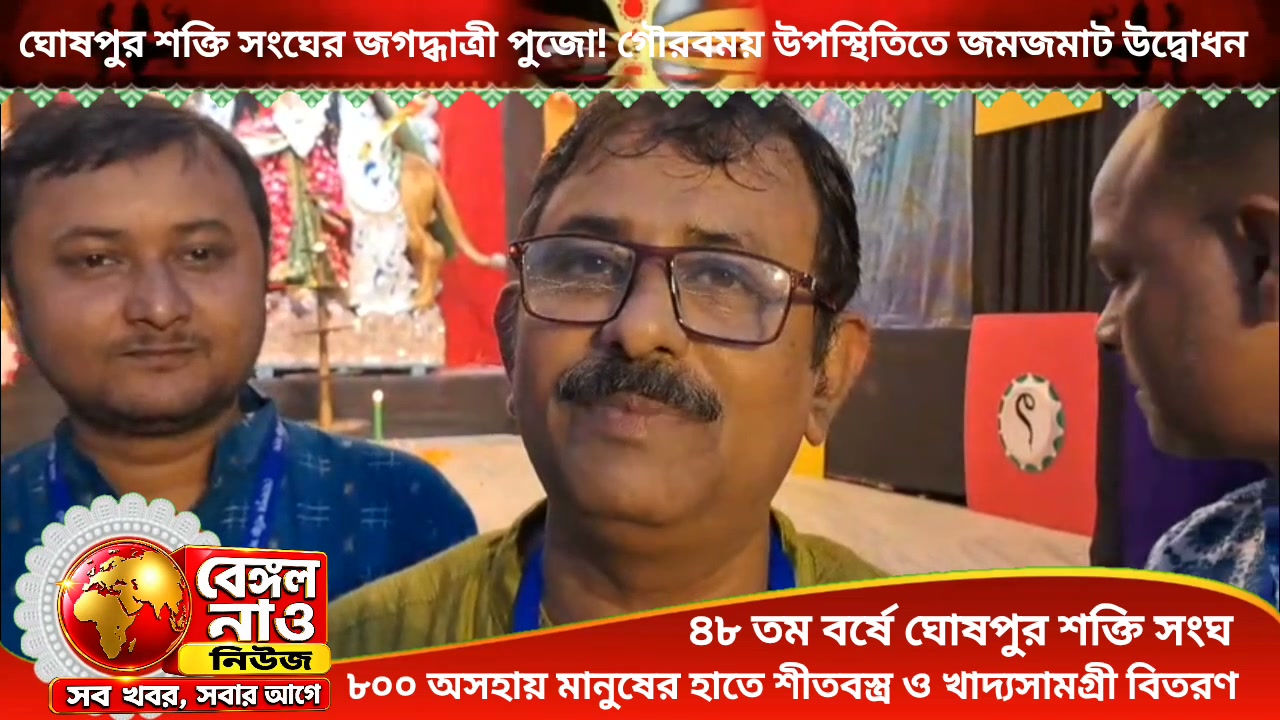 ঘোষপুর শক্তি সংঘের জগদ্ধাত্রী পুজো! গৌরবময় উপস্থিতিতে জমজমাট উদ্বোধন
৪৮ তম বর্ষে ঘোষপুর শক্তি সংঘ
৮০০ অসহায় মানুষের হাতে শীতবস্ত্র ও খাদ্যসামগ্রী বিতরণ
বেঙ্গল
নাও
নিউজ
সব খবর, সবার আগে